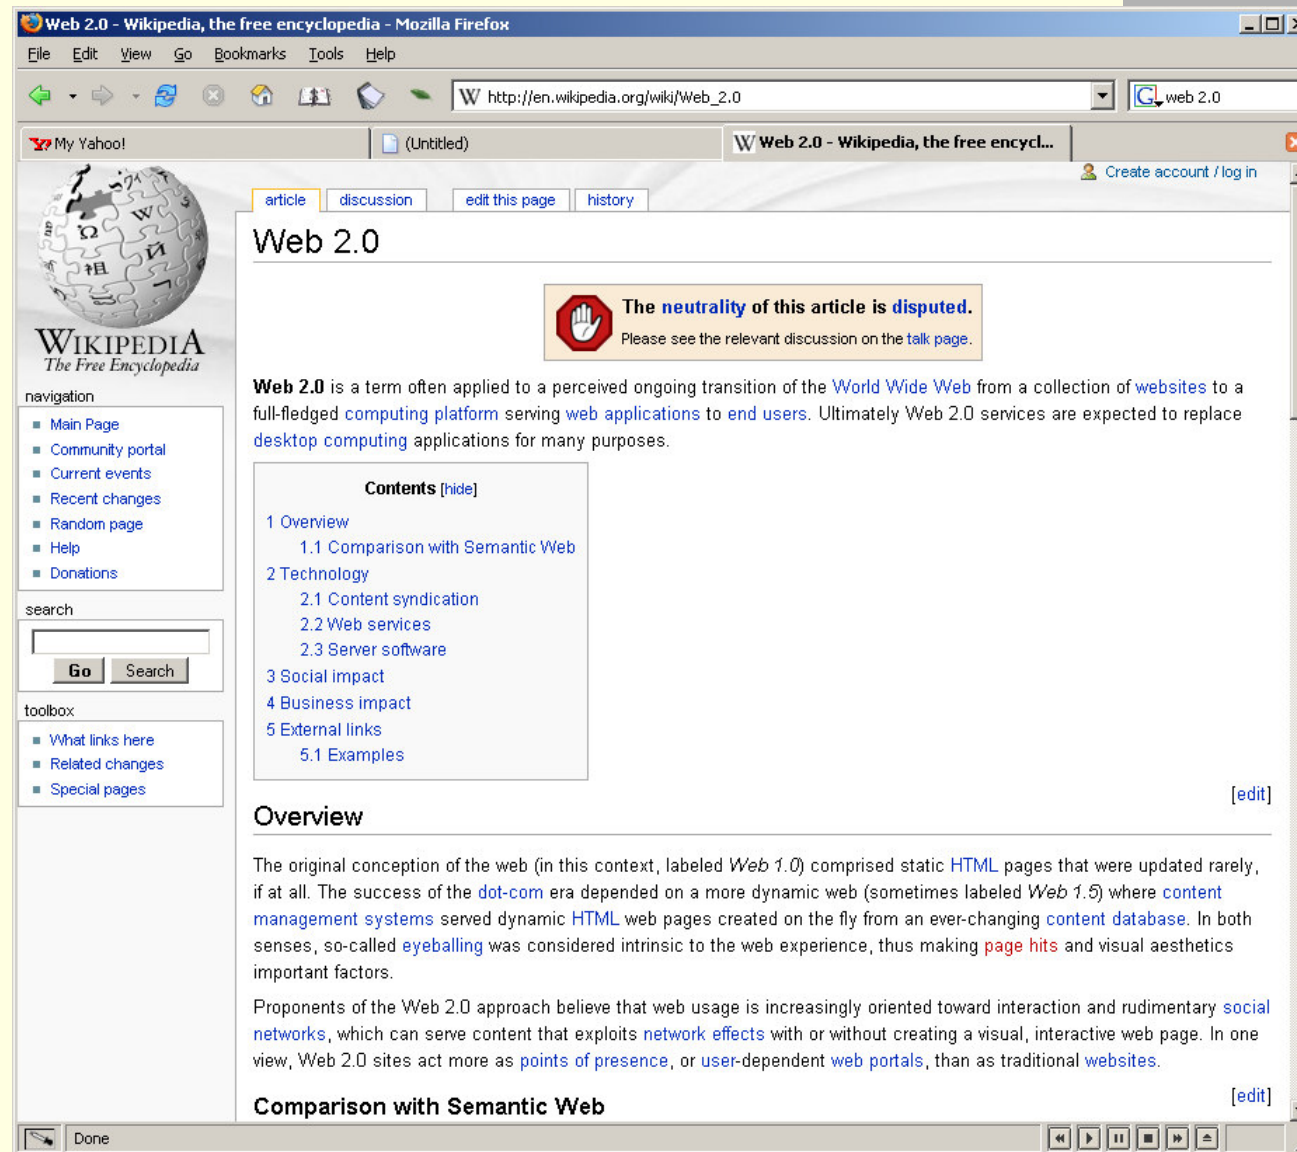 Web 2.0 - Wikipedia, the free encyclopedia - Mozilla Firefox
File Edit View Go Bookmarks Tools Help
W http://en.wikipedia.org/wiki/Web_2.0 G web 2.0
Y! My Yahoo! (Untitled) W Web 2.0 - Wikipedia, the free encycl...
Create account / log in
article discussion edit this page history
Web 2.0
The neutrality of this article is disputed.
Please see the relevant discussion on the talk page.
WIKIPEDIA
The Free Encyclopedia
navigation
Main Page
Community portal
Current events
Recent changes
Random page
Help
Donations
search
Go Search
toolbox
What links here
Related changes
Special pages
Web 2.0 is a term often applied to a perceived ongoing transition of the World Wide Web from a collection of websites to a
full-fledged computing platform serving web applications to end users. Ultimately Web 2.0 services are expected to replace
desktop computing applications for many purposes.
Contents [hide]
1 Overview
1.1 Comparison with Semantic Web
2 Technology
2.1 Content syndication
2.2 Web services
2.3 Server software
3 Social impact
4 Business impact
5 External links
5.1 Examples
[edit]
Overview
The original conception of the web (in this context, labeled Web 1.0) comprised static HTML pages that were updated rarely,
if at all. The success of the dot-com era depended on a more dynamic web (sometimes labeled Web 1.5) where content
management systems served dynamic HTML web pages created on the fly from an ever-changing content database. In both
senses, so-called eyeballing was considered intrinsic to the web experience, thus making page hits and visual aesthetics
important factors.
Proponents of the Web 2.0 approach believe that web usage is increasingly oriented toward interaction and rudimentary social
networks, which can serve content that exploits network effects with or without creating a visual, interactive web page. In one
view, Web 2.0 sites act more as points of presence, or user-dependent web portals, than as traditional websites.
[edit]
Comparison with Semantic Web
Done